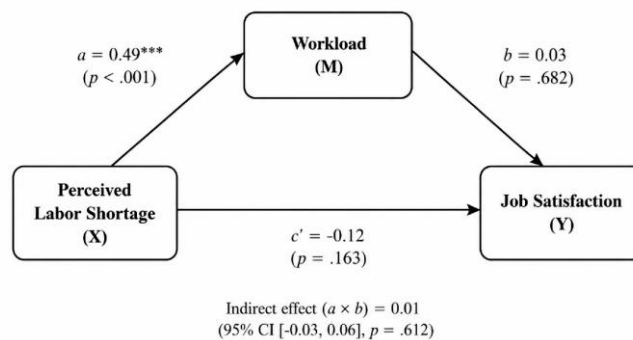 Workload
(M)
a = 0.49***
(p < .001)
b = 0.03
(p = .682)
Perceived
Labor Shortage
(X)
Job Satisfaction
(Y)
c' = -0.12
(p = .163)
Indirect effect (a × b) = 0.01
(95% CI [-0.03, 0.06], p = .612)